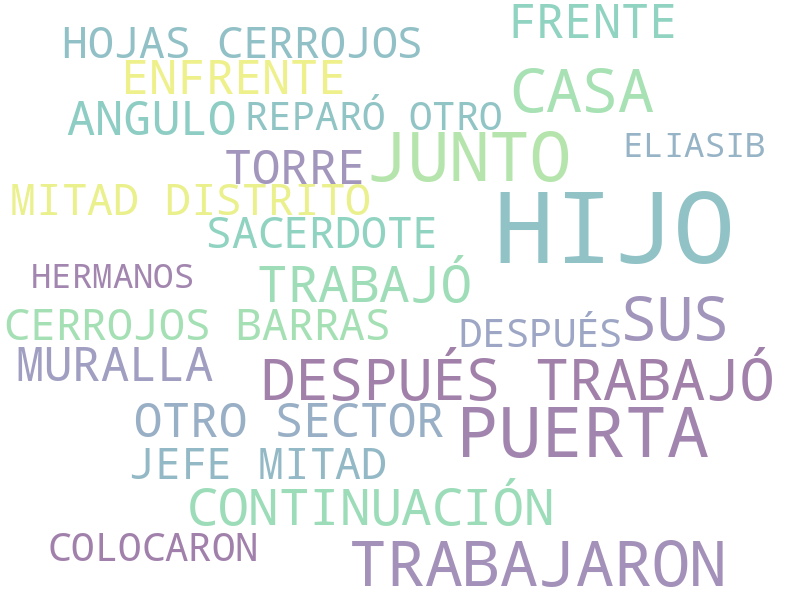 FRENTE
HOJAS CERROJOS
ENFRENTE
CASA
ANGULO
REPARÓ OTRO
JUNTO
ELIASIB
TORRE
MITAD DISTRITO
HIJO
SACERDOTE
HERMANOS
TRABAJÓ
SUS
CERROJOS BARRAS
DESPUÉS
MURALLA
DESPUÉS TRABAJÓ
OTRO SECTOR
PUERTA
JEFE MITAD
CONTINUACIÓN
COLOCARON
TRABAJARON